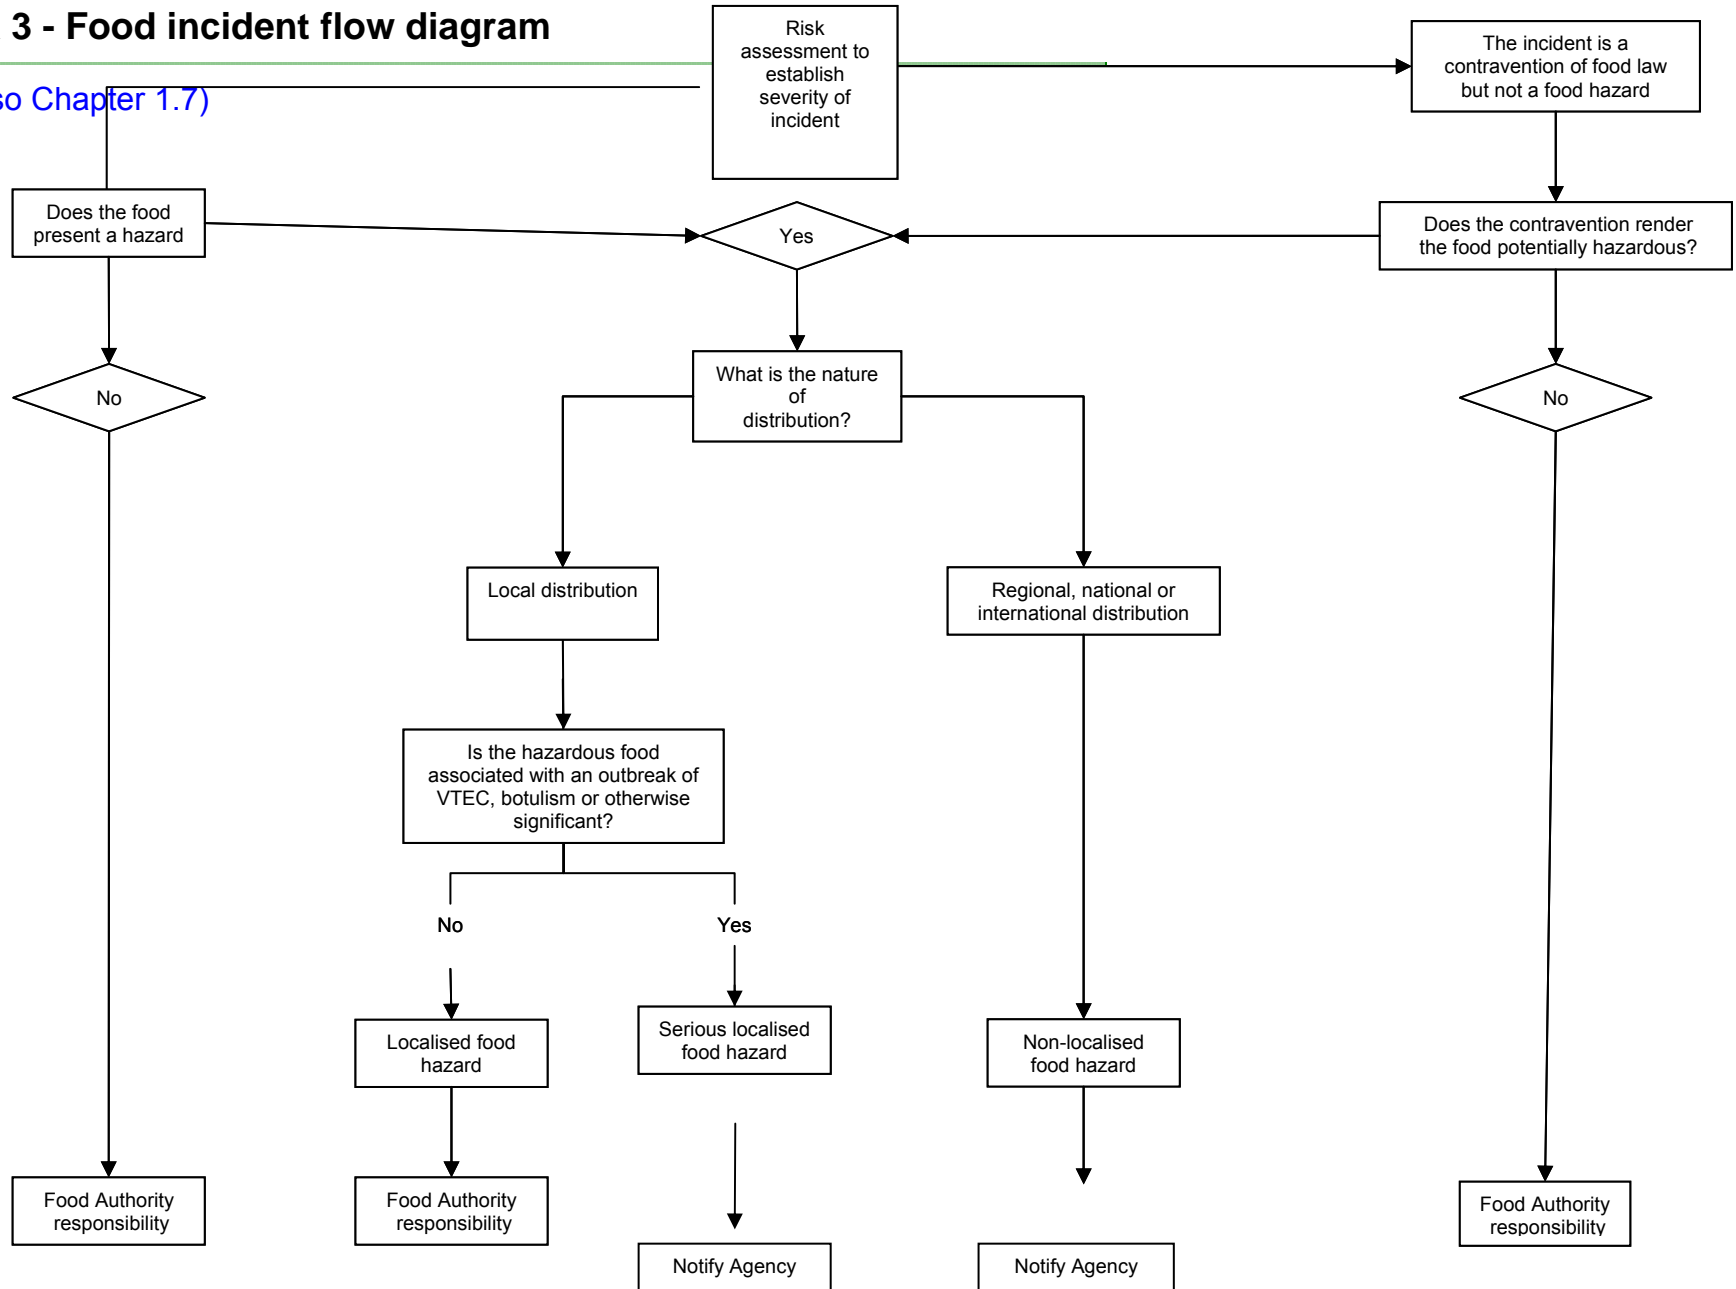 3 - Food incident flow diagram
so Chapter 1.7)
Risk
assessment to
establish
severity of
incident
The incident is a
contravention of food law
but not a food hazard
Does the food
present a hazard
Yes
Does the contravention render
the food potentially hazardous?
No
What is the nature
of
distribution?
No
Local distribution
Regional, national or
international distribution
Is the hazardous food
associated with an outbreak of
VTEC, botulism or otherwise
significant?
No
Yes
Localised food
hazard
Serious localised
food hazard
Non-localised
food hazard
Food Authority
responsibility
Food Authority
responsibility
Notify Agency
Notify Agency
Food Authority
responsibility